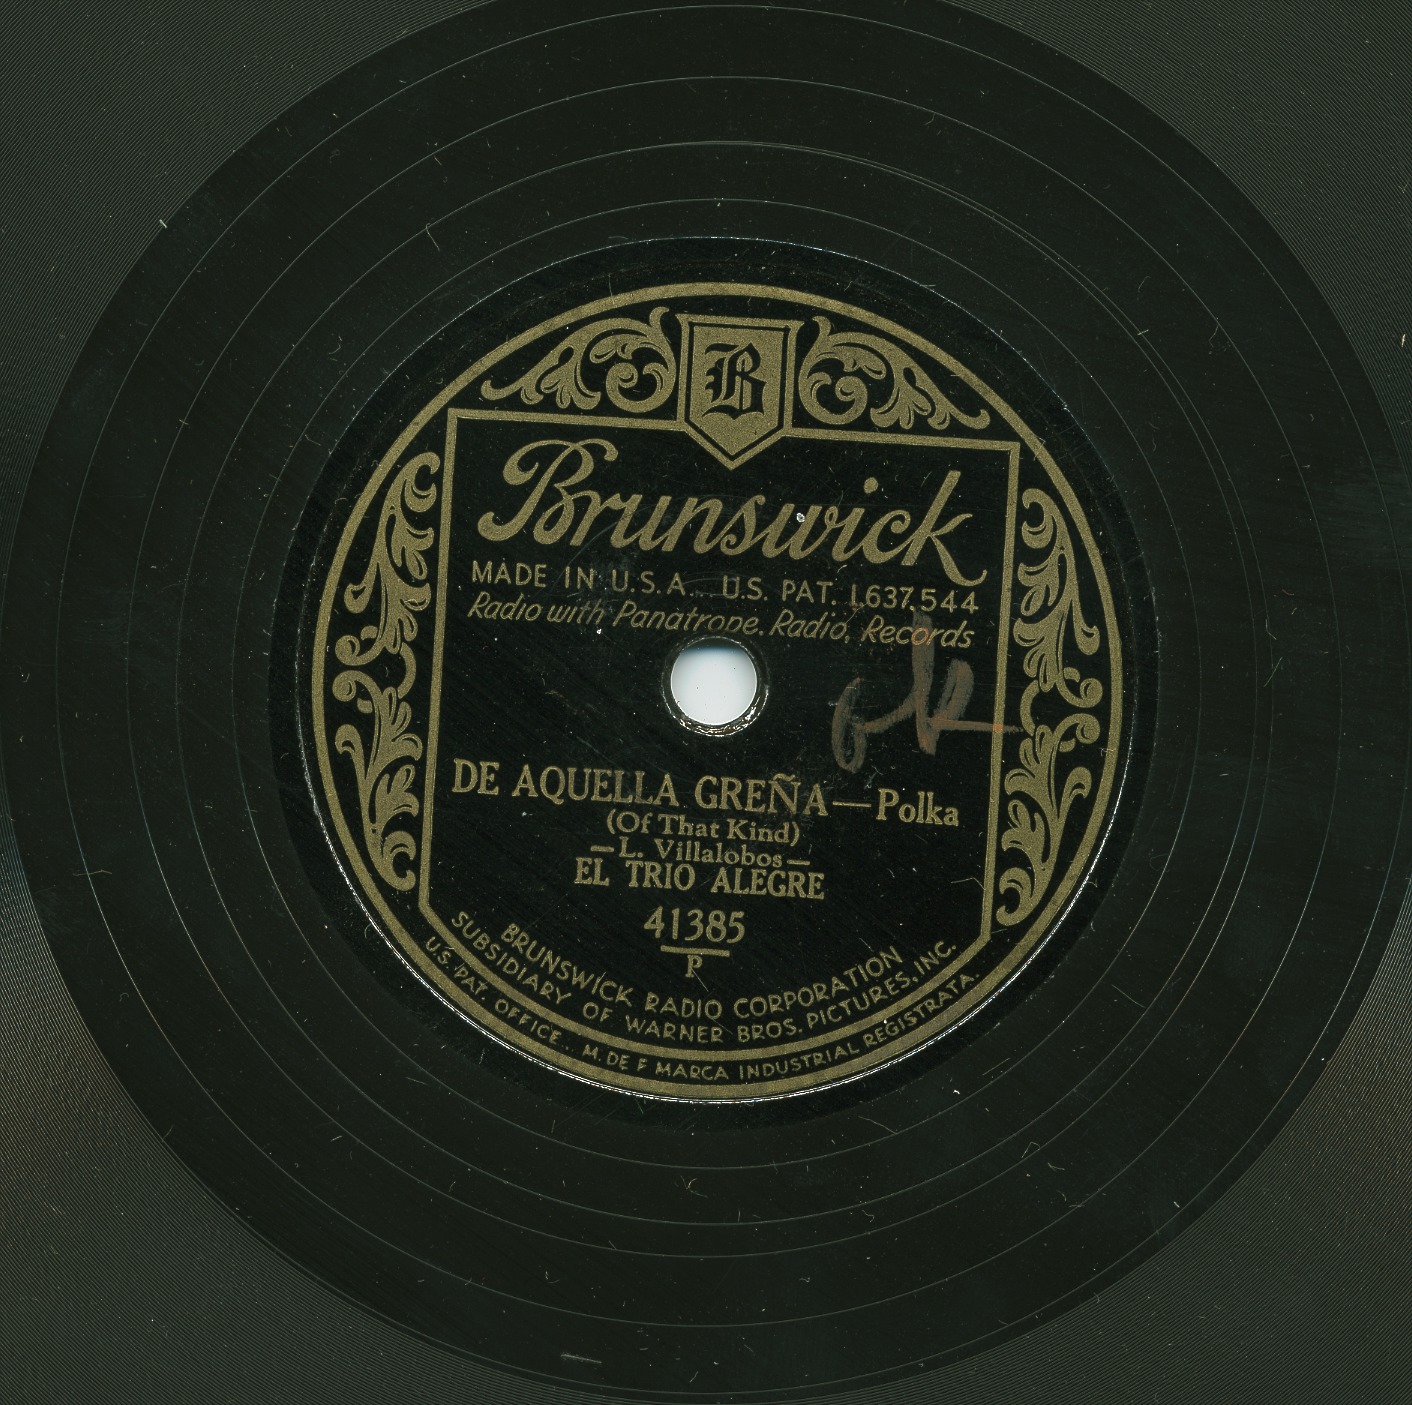 B
Brunswick
MADE IN U.S.A. U.S. PAT. 1,637,544
Radio with Panatrope, Radio, Records
ok
DE AQUELLA GREÑA—Polka
(Of That Kind)
—L. Villalobos—
EL TRIO ALEGRE
41385
P
BRUNSWICK RADIO CORPORATION
SUBSIDIARY OF WARNER BROS. PICTURES, INC.
U.S. PAT. OFFICE.. M. DE F MARCA INDUSTRIAL REGISTRATA.